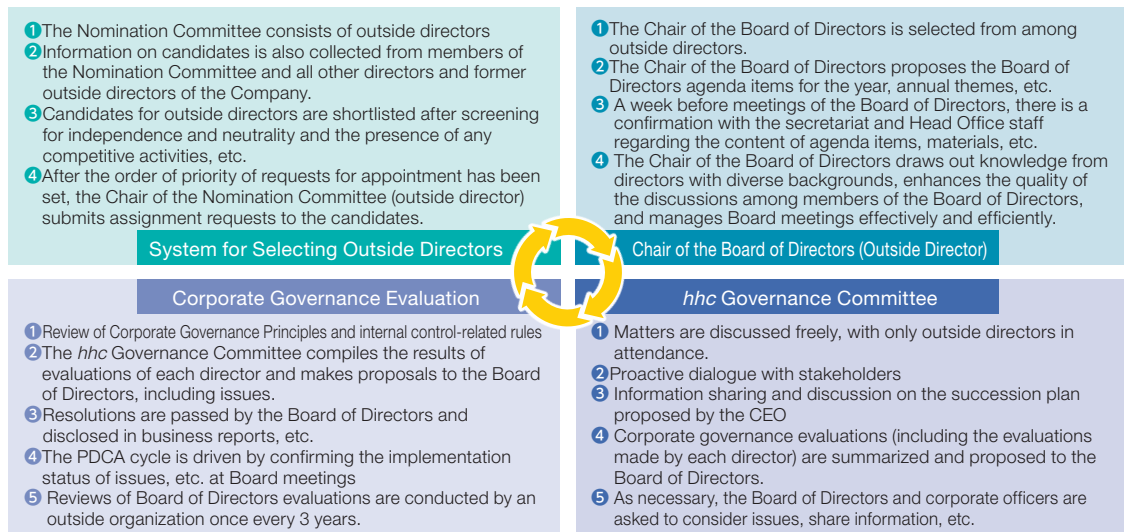 ❶The Nomination Committee consists of outside directors
❷Information on candidates is also collected from members of
the Nomination Committee and all other directors and former
outside directors of the Company.
❸Candidates for outside directors are shortlisted after screening
for independence and neutrality and the presence of any
competitive activities, etc.
❹After the order of priority of requests for appointment has been
set, the Chair of the Nomination Committee (outside director)
submits assignment requests to the candidates.
System for Selecting Outside Directors
❶The Chair of the Board of Directors is selected from among
outside directors.
❷The Chair of the Board of Directors proposes the Board of
Directors agenda items for the year, annual themes, etc.
❸ A week before meetings of the Board of Directors, there is a
confirmation with the secretariat and Head Office staff
regarding the content of agenda items, materials, etc.
❹ The Chair of the Board of Directors draws out knowledge from
directors with diverse backgrounds, enhances the quality of
the discussions among members of the Board of Directors,
and manages Board meetings effectively and efficiently.
Chair of the Board of Directors (Outside Director)
Corporate Governance Evaluation
❶Review of Corporate Governance Principles and internal control-related rules
❷The hhc Governance Committee compiles the results of
evaluations of each director and makes proposals to the Board
of Directors, including issues.
❸Resolutions are passed by the Board of Directors and
disclosed in business reports, etc.
❹The PDCA cycle is driven by confirming the implementation
status of issues, etc. at Board meetings
❺ Reviews of Board of Directors evaluations are conducted by an
outside organization once every 3 years.
hhc Governance Committee
❶ Matters are discussed freely, with only outside directors in
attendance.
❷Proactive dialogue with stakeholders
❸ Information sharing and discussion on the succession plan
proposed by the CEO
❹ Corporate governance evaluations (including the evaluations
made by each director) are summarized and proposed to the
Board of Directors.
❺ As necessary, the Board of Directors and corporate officers are
asked to consider issues, share information, etc.